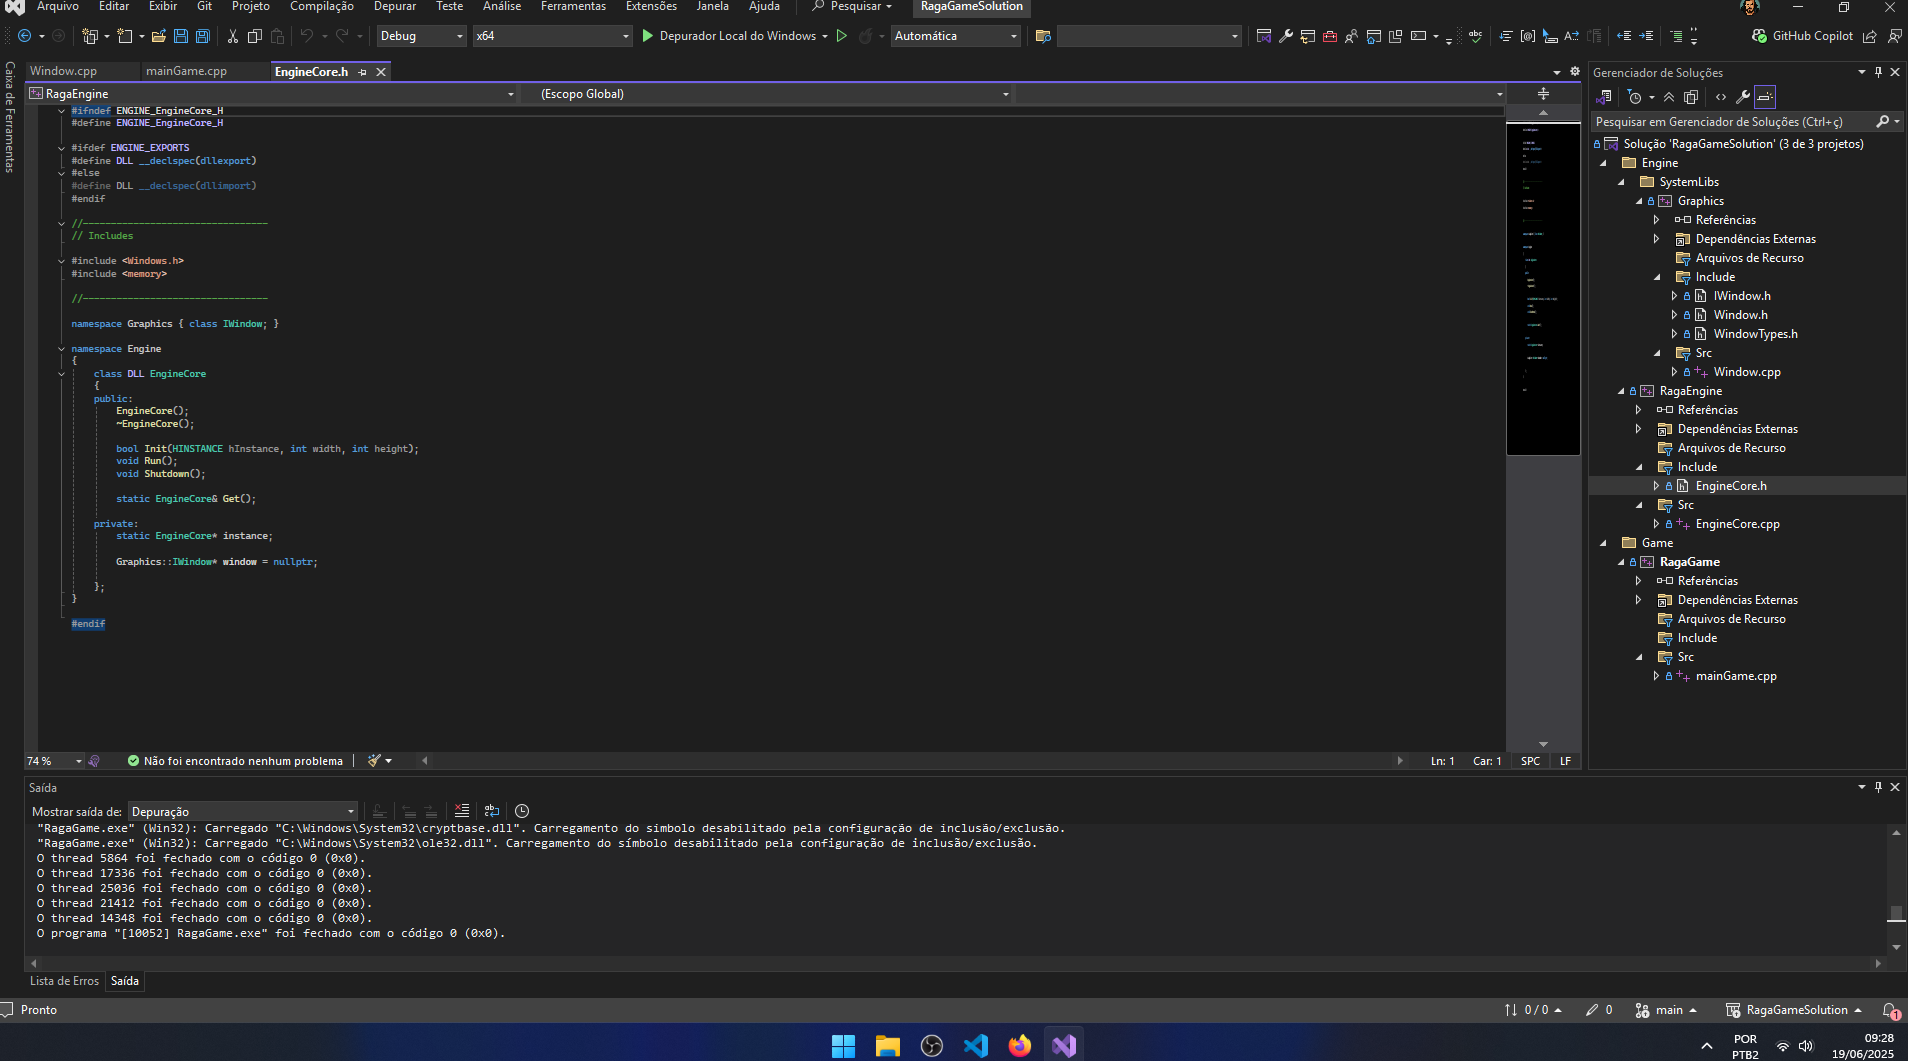 Arquivo Editar Exibir Git Projeto Compilação Depurar Teste Análise Ferramentas Extensões Janela Ajuda Pesquisar RagaGameSolution
Debug x64 Depurador Local do Windows Automática GitHub Copilot
Caixa de Ferramentas
Window.cpp mainGame.cpp EngineCore.h
RagaEngine (Escopo Global)
#ifndef ENGINE_EngineCore_H
#define ENGINE_EngineCore_H
#ifdef ENGINE_EXPORTS
#define DLL __declspec(dllexport)
#else
#define DLL __declspec(dllimport)
#endif
//---------------------------------
// Includes
#include <Windows.h>
#include <memory>
//---------------------------------
namespace Graphics { class IWindow; }
namespace Engine
{
class DLL EngineCore
{
public:
EngineCore();
~EngineCore();
bool Init(HINSTANCE hInstance, int width, int height);
void Run();
void Shutdown();
static EngineCore& Get();
private:
static EngineCore* instance;
Graphics::IWindow* window = nullptr;
};
}
#endif
74 % Não foi encontrado nenhum problema Ln: 1 Car: 1 SPC LF
Gerenciador de Soluções
Pesquisar em Gerenciador de Soluções (Ctrl+ç)
Solução 'RagaGameSolution' (3 de 3 projetos)
Engine
SystemLibs
Graphics
Referências
Dependências Externas
Arquivos de Recurso
Include
IWindow.h
Window.h
WindowTypes.h
Src
Window.cpp
RagaEngine
Referências
Dependências Externas
Arquivos de Recurso
Include
EngineCore.h
Src
EngineCore.cpp
Game
RagaGame
Referências
Dependências Externas
Arquivos de Recurso
Include
Src
mainGame.cpp
Saída
Mostrar saída de: Depuração
"RagaGame.exe" (Win32): Carregado "C:\Windows\System32\cryptbase.dll". Carregamento do símbolo desabilitado pela configuração de inclusão/exclusão.
"RagaGame.exe" (Win32): Carregado "C:\Windows\System32\ole32.dll". Carregamento do símbolo desabilitado pela configuração de inclusão/exclusão.
O thread 5864 foi fechado com o código 0 (0x0).
O thread 17336 foi fechado com o código 0 (0x0).
O thread 25036 foi fechado com o código 0 (0x0).
O thread 21412 foi fechado com o código 0 (0x0).
O thread 14348 foi fechado com o código 0 (0x0).
O programa "[10052] RagaGame.exe" foi fechado com o código 0 (0x0).
Lista de Erros Saída
Pronto 0 / 0 0 main RagaGameSolution 1
POR 09:28
PTB2 19/06/2025